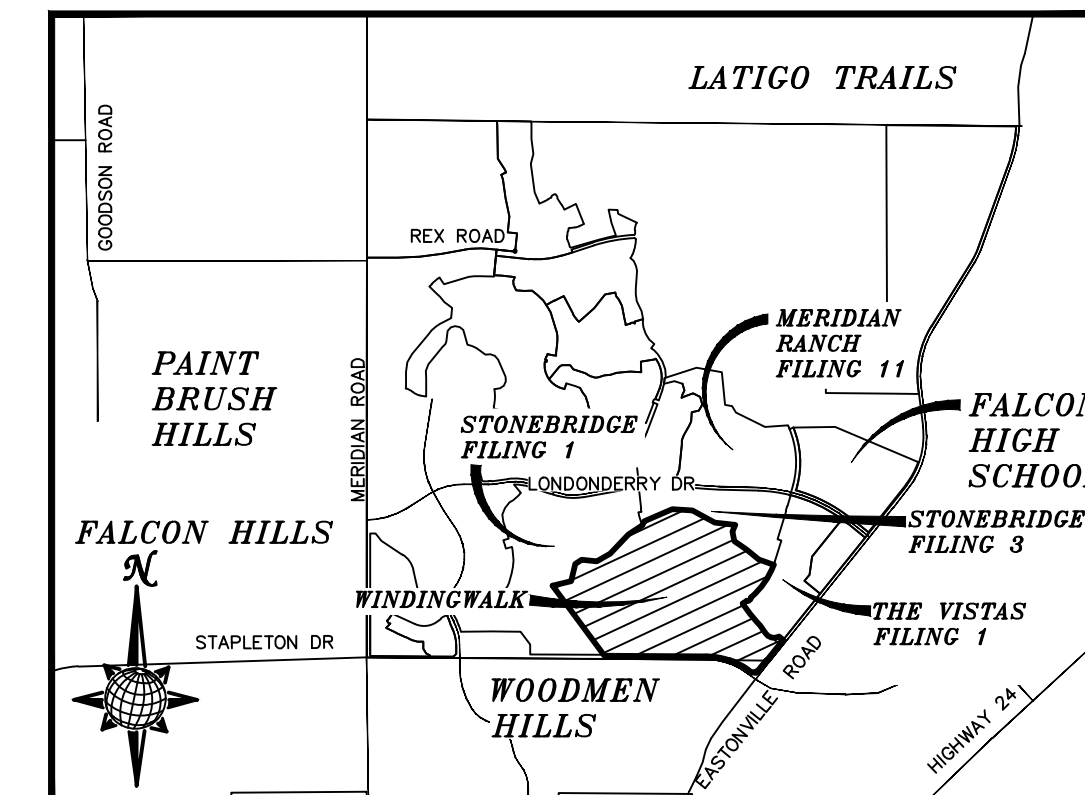 LATIGO TRAILS
GOODSON ROAD
REX ROAD
MERIDIAN
RANCH
FILING 11
PAINT
BRUSH
HILLS
MERIDIAN ROAD
STONEBRIDGE
FILING 1
FALCON
HIGH
SCHOO
LONDONDERRY DR
FALCON HILLS
STONEBRIDGE
FILING 3
N
WINDINGWALK
THE VISTAS
FILING 1
STAPLETON DR
WOODMEN
HILLS
EASTONVILLE ROAD
HIGHWAY 24